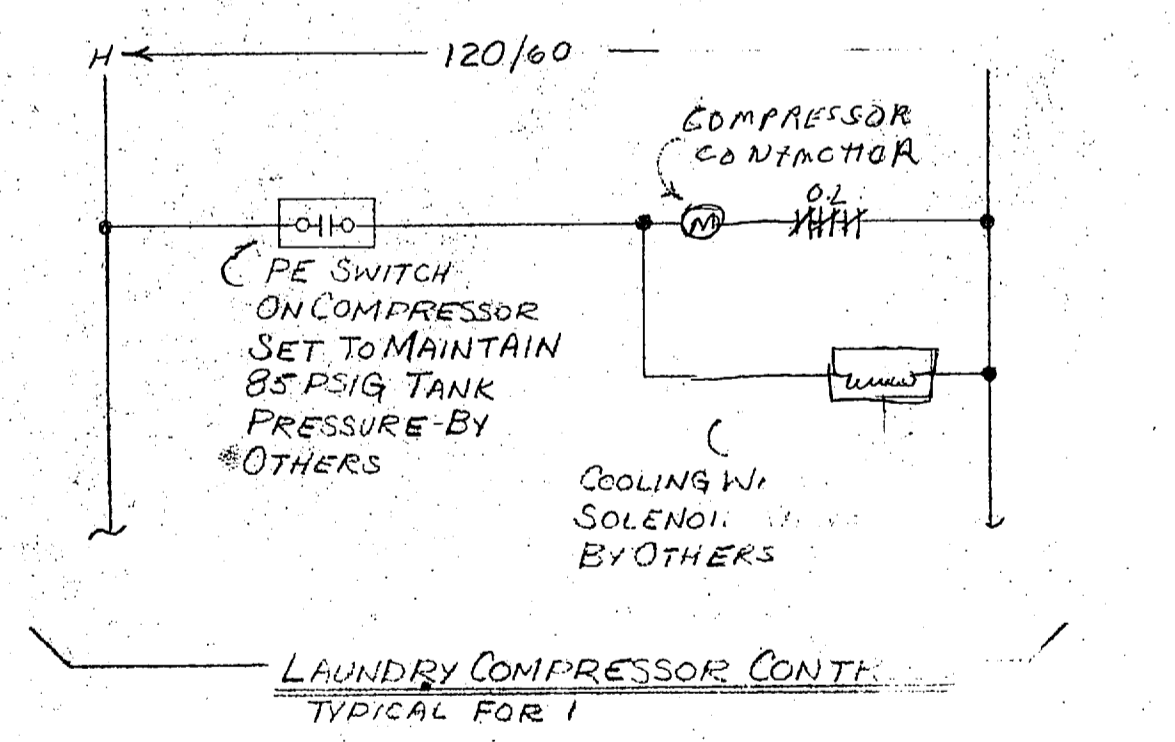 H 120/60
COMPRESSOR
CONTACTOR
O.L
M
PE SWITCH
ON COMPRESSOR
SET TO MAINTAIN
85 PSIG TANK
PRESSURE-BY
OTHERS
COOLING
BY OTHERS
LAUNDRY COMPRESSOR
TYPICAL FOR 1